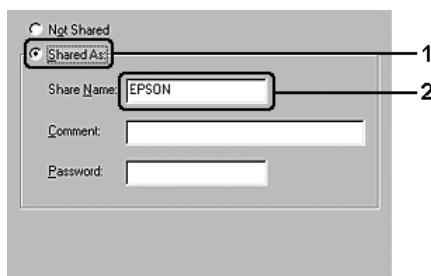 Not Shared
Shared As: 1
Share Name: EPSON 2
Comment:
Password: